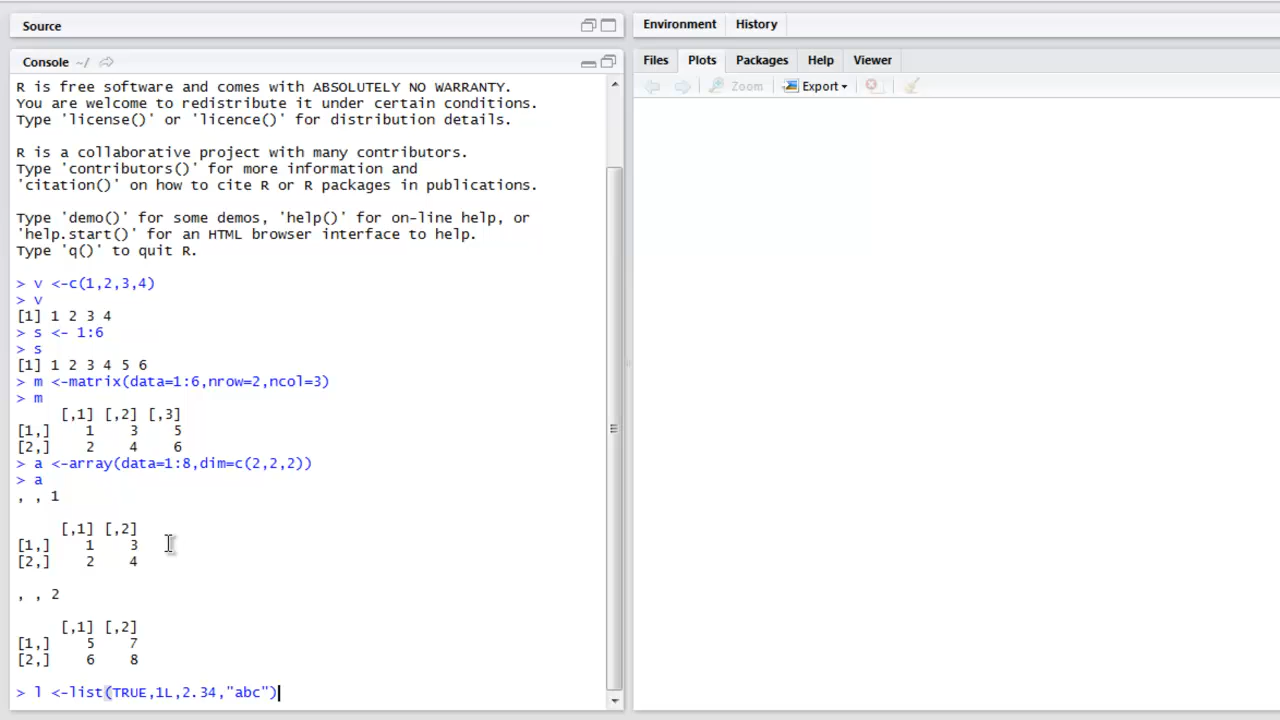 Source
Environment History
Console ~/
Files Plots Packages Help Viewer
Zoom Export
R is free software and comes with ABSOLUTELY NO WARRANTY.
You are welcome to redistribute it under certain conditions.
Type 'license()' or 'licence()' for distribution details.
R is a collaborative project with many contributors.
Type 'contributors()' for more information and
'citation()' on how to cite R or R packages in publications.
Type 'demo()' for some demos, 'help()' for on-line help, or
'help.start()' for an HTML browser interface to help.
Type 'q()' to quit R.
> v <-c(1,2,3,4)
> v
[1] 1 2 3 4
> s <- 1:6
> s
[1] 1 2 3 4 5 6
> m <-matrix(data=1:6,nrow=2,ncol=3)
> m
     [,1] [,2] [,3]
[1,]    1    3    5
[2,]    2    4    6
> a <-array(data=1:8,dim=c(2,2,2))
> a
, , 1
     [,1] [,2]
[1,]    1    3
[2,]    2    4
, , 2
     [,1] [,2]
[1,]    5    7
[2,]    6    8
> l <-list(TRUE,1L,2.34,"abc")